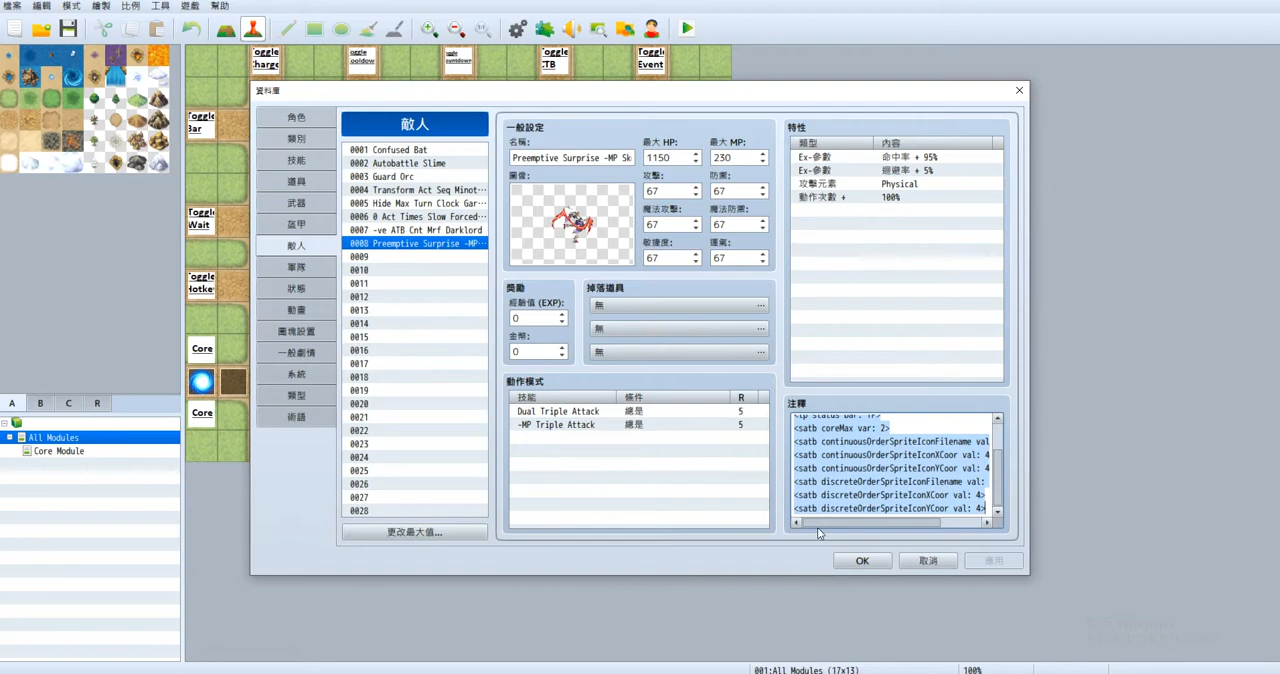 檔案 編輯 模式 繪製 比例 工具 遊戲 幫助
Toggle Charge
Toggle CTB
Toggle Event
Toggle Bar
Toggle Wait
Toggle Hotkey
Core
Core
A B C R
All Modules
Core Module
資料庫
角色
類別
技能
道具
武器
盔甲
敵人
軍隊
狀態
動畫
圖塊設置
一般劇情
系統
類型
術語
敵人
0001 Confused Bat
0002 Autobattle Slime
0003 Guard Orc
0004 Transform Act Seq Minot···
0005 Hide Max Turn Clock Gar···
0006 0 Act Times Slow Forced···
0007 -ve ATB Cnt Mrf Darklord
0008 Preemptive Surprise -MP···
0009
0010
0011
0012
0013
0014
0015
0016
0017
0018
0019
0020
0021
0022
0023
0024
0025
0026
0027
0028
更改最大值...
一般設定
名稱:
Preemptive Surprise -MP Sk
圖像:
最大 HP: 最大 MP:
1150 230
攻擊: 防禦:
67 67
魔法攻擊: 魔法防禦:
67 67
敏捷度: 運氣:
67 67
獎勵
經驗值 (EXP):
0
金幣:
0
掉落道具
無 ...
無 ...
無 ...
動作模式
技能 條件 R
Dual Triple Attack 總是 5
-MP Triple Attack 總是 5
特性
類型 內容
Ex-參數 命中率 + 95%
Ex-參數 迴避率 + 5%
攻擊元素 Physical
動作次數 + 100%
注釋
<satb coreMax var: 2>
<satb continuousOrderSpriteIconFilename val
<satb continuousOrderSpriteIconXCoor val: 4
<satb continuousOrderSpriteIconYCoor val: 4
<satb discreteOrderSpriteIconFilename val:
<satb discreteOrderSpriteIconXCoor val: 4>
<satb discreteOrderSpriteIconYCoor val: 4>
OK 取消 應用
001:All Modules (17x13) 100%